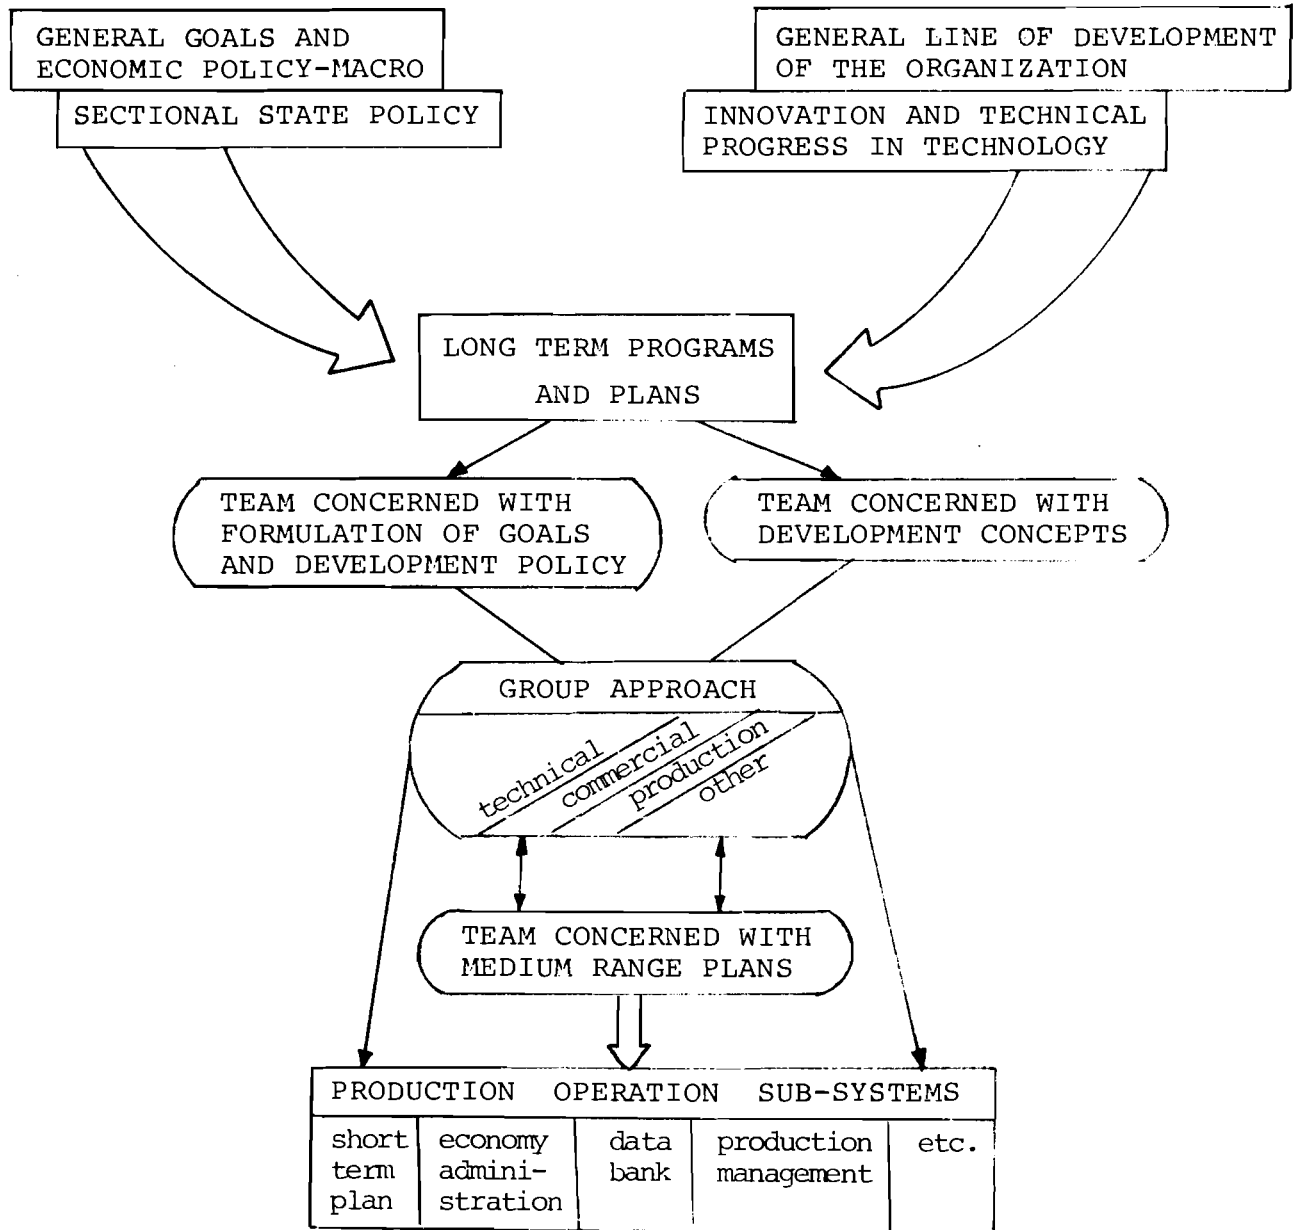 GENERAL GOALS AND
ECONOMIC POLICY-MACRO
SECTIONAL STATE POLICY
GENERAL LINE OF DEVELOPMENT
OF THE ORGANIZATION
INNOVATION AND TECHNICAL
PROGRESS IN TECHNOLOGY
LONG TERM PROGRAMS
AND PLANS
TEAM CONCERNED WITH
FORMULATION OF GOALS
AND DEVELOPMENT POLICY
TEAM CONCERNED WITH
DEVELOPMENT CONCEPTS
GROUP APPROACH
technical
commercial
production
other
TEAM CONCERNED WITH
MEDIUM RANGE PLANS
PRODUCTION OPERATION SUB-SYSTEMS
short
term
plan
economy
admini-
stration
data
bank
production
management
etc.